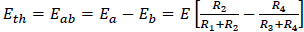 E_th = E_ab = E_a − E_b = E [ R_2/(R_1+R_2) − R_4/(R_3+R_4) ]